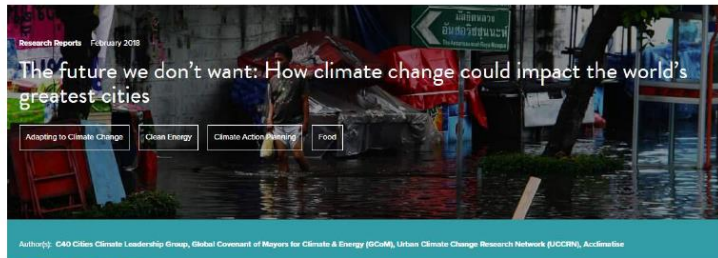 Research Reports February 2018
The future we don't want: How climate change could impact the world's
greatest cities
Adapting to Climate Change Clean Energy Climate Action Planning Food
Author(s): C40 Cities Climate Leadership Group, Global Covenant of Mayors for Climate & Energy (GCoM), Urban Climate Change Research Network (UCCRN), Acclimatise